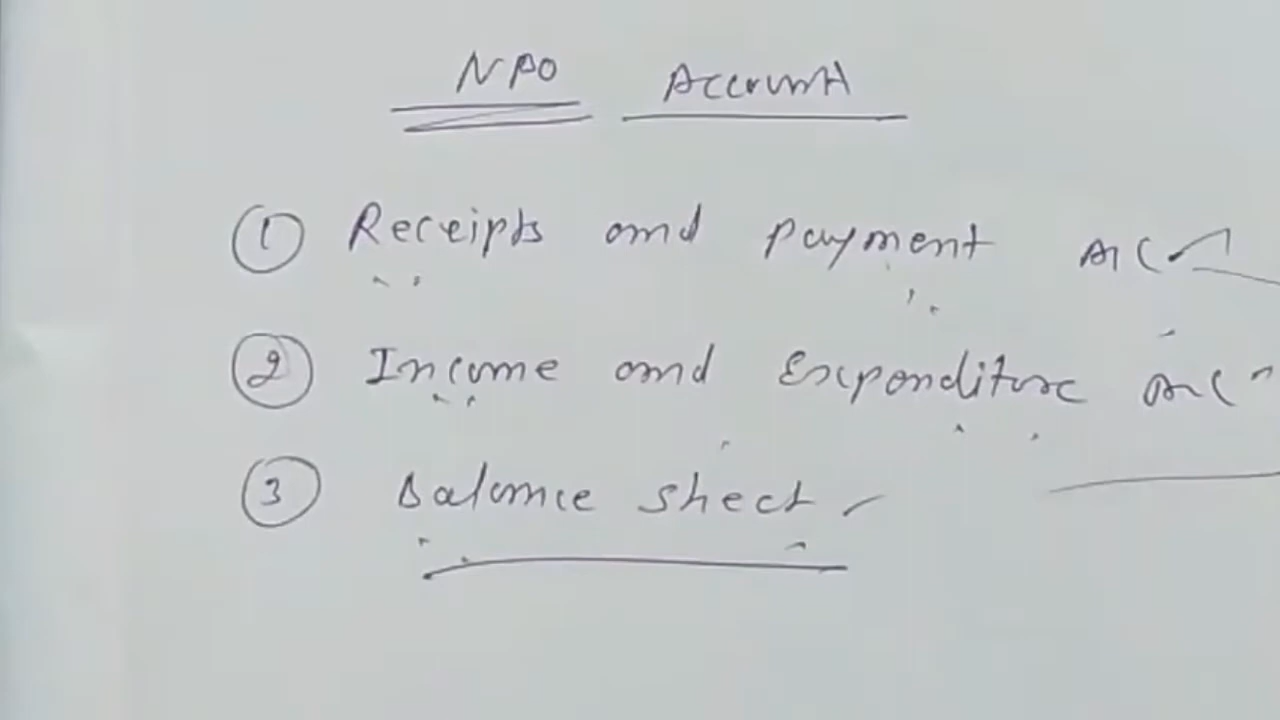 NPO Account
① Receipts and payment A/C
② Income and Expenditure A/C
③ Balance sheet